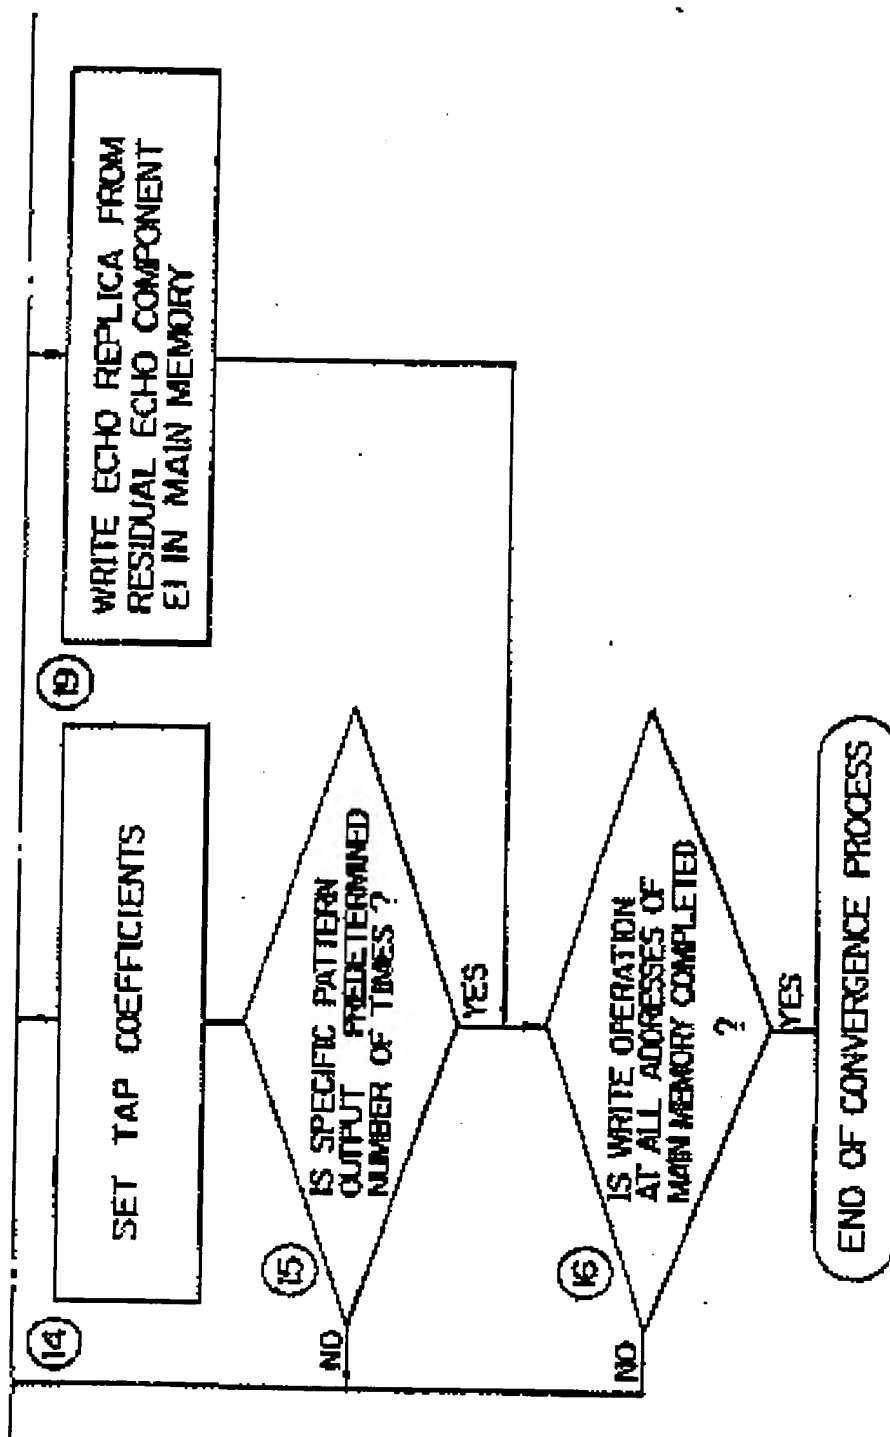 14
SET TAP COEFFICIENTS
19
WRITE ECHO REPLICA FROM
RESIDUAL ECHO COMPONENT
EI IN MAIN MEMORY
15
IS SPECIFIC PATTERN
OUTPUT PREDETERMINED
NUMBER OF TIMES ?
NO
YES
16
IS WRITE OPERATION
AT ALL ADDRESSES OF
MAIN MEMORY COMPLETED
?
NO
YES
END OF CONVERGENCE PROCESS